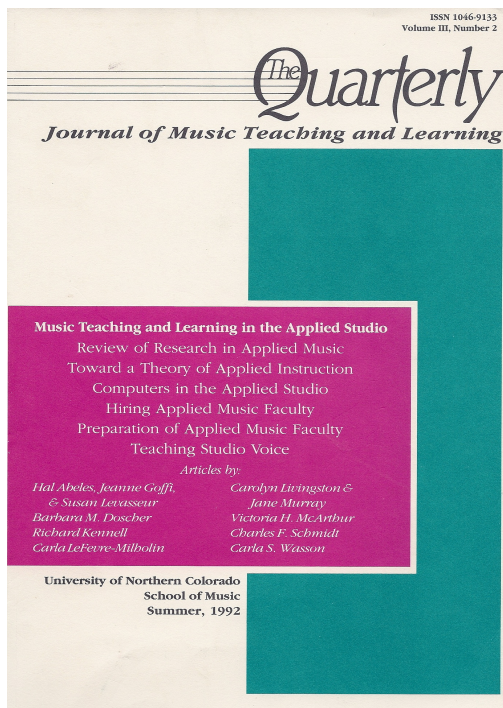 ISSN 1046-9133
Volume III, Number 2
The Quarterly
Journal of Music Teaching and Learning
Music Teaching and Learning in the Applied Studio
Review of Research in Applied Music
Toward a Theory of Applied Instruction
Computers in the Applied Studio
Hiring Applied Music Faculty
Preparation of Applied Music Faculty
Teaching Studio Voice
Articles by:
Hal Abeles, Jeanne Goffi,
& Susan Levasseur
Barbara M. Doscher
Richard Kennell
Carla LeFevre-Milholin
Carolyn Livingston &
Jane Murray
Victoria H. McArthur
Charles F. Schmidt
Carla S. Wasson
University of Northern Colorado
School of Music
Summer, 1992